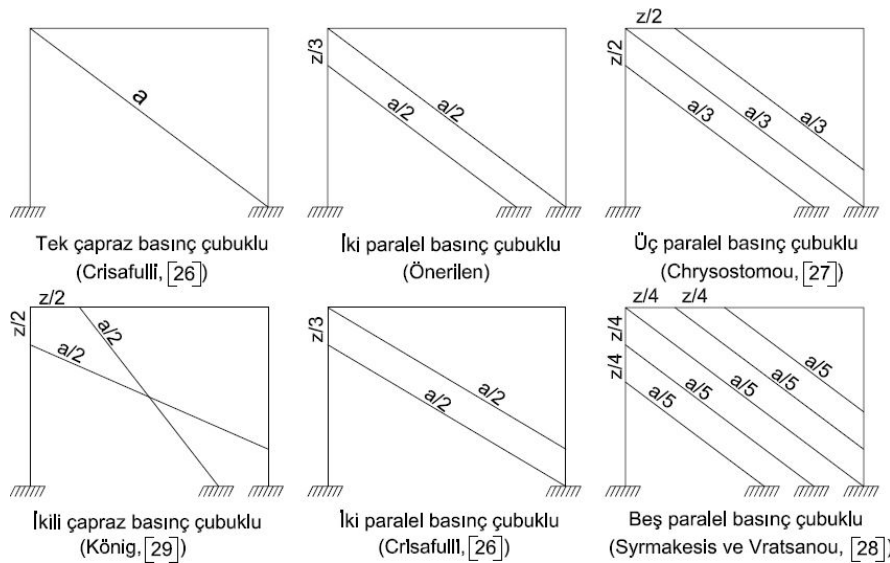 a
Tek çapraz basınç çubuklu
(Crisafulli, [26])
z/3
a/2
a/2
İki paralel basınç çubuklu
(Önerilen)
z/2
z/2
a/3
a/3
a/3
Üç paralel basınç çubuklu
(Chrysostomou, [27])
z/2
z/2
a/2
a/2
İkili çapraz basınç çubuklu
(König, [29])
z/3
a/2
a/2
İki paralel basınç çubuklu
(Crisafulli, [26])
z/4
z/4
z/4
z/4
a/5
a/5
a/5
a/5
a/5
Beş paralel basınç çubuklu
(Syrmakesis ve Vratsanou, [28])